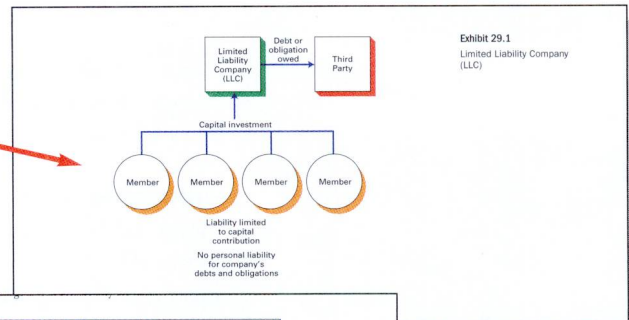 Exhibit 29.1
Limited Liability Company
(LLC)
Limited
Liability
Company
(LLC)
Debt or
obligation
owed
Third
Party
Capital investment
Member
Member
Member
Member
Liability limited
to capital
contribution
No personal liability
for company's
debts and obligations